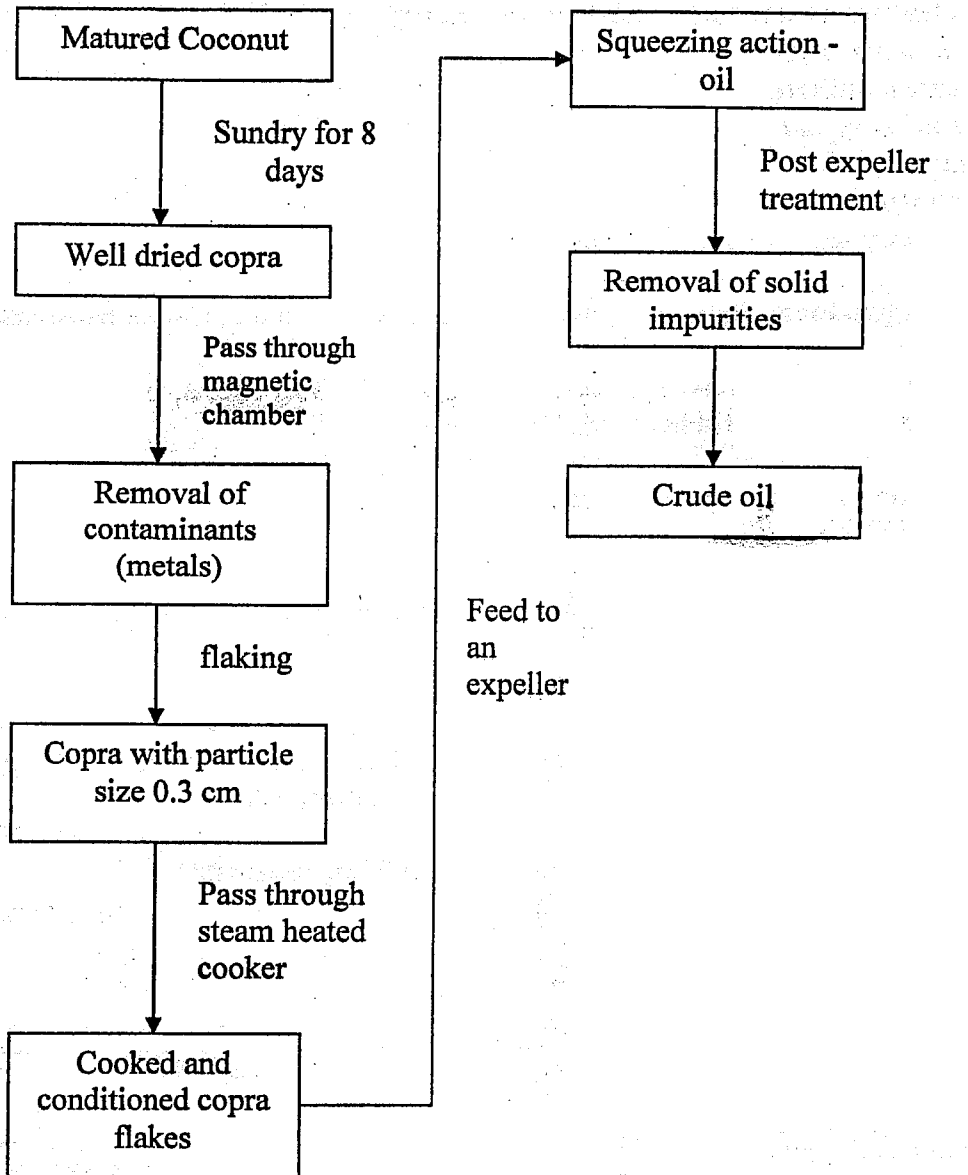 Matured Coconut
Sundry for 8
days
Well dried copra
Pass through
magnetic
chamber
Removal of
contaminants
(metals)
flaking
Copra with particle
size 0.3 cm
Pass through
steam heated
cooker
Cooked and
conditioned copra
flakes
Feed to
an
expeller
Squeezing action -
oil
Post expeller
treatment
Removal of solid
impurities
Crude oil